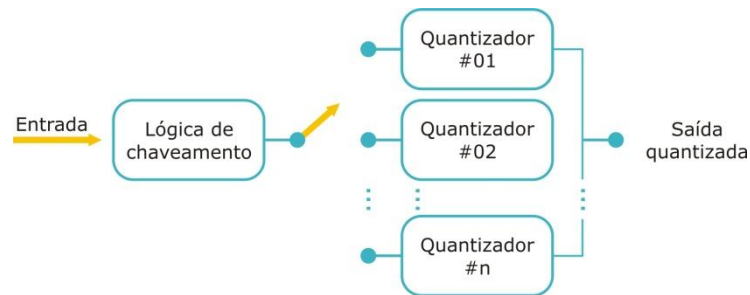 Entrada
Lógica de
chaveamento
Quantizador
#01
Quantizador
#02
Quantizador
#n
Saída
quantizada